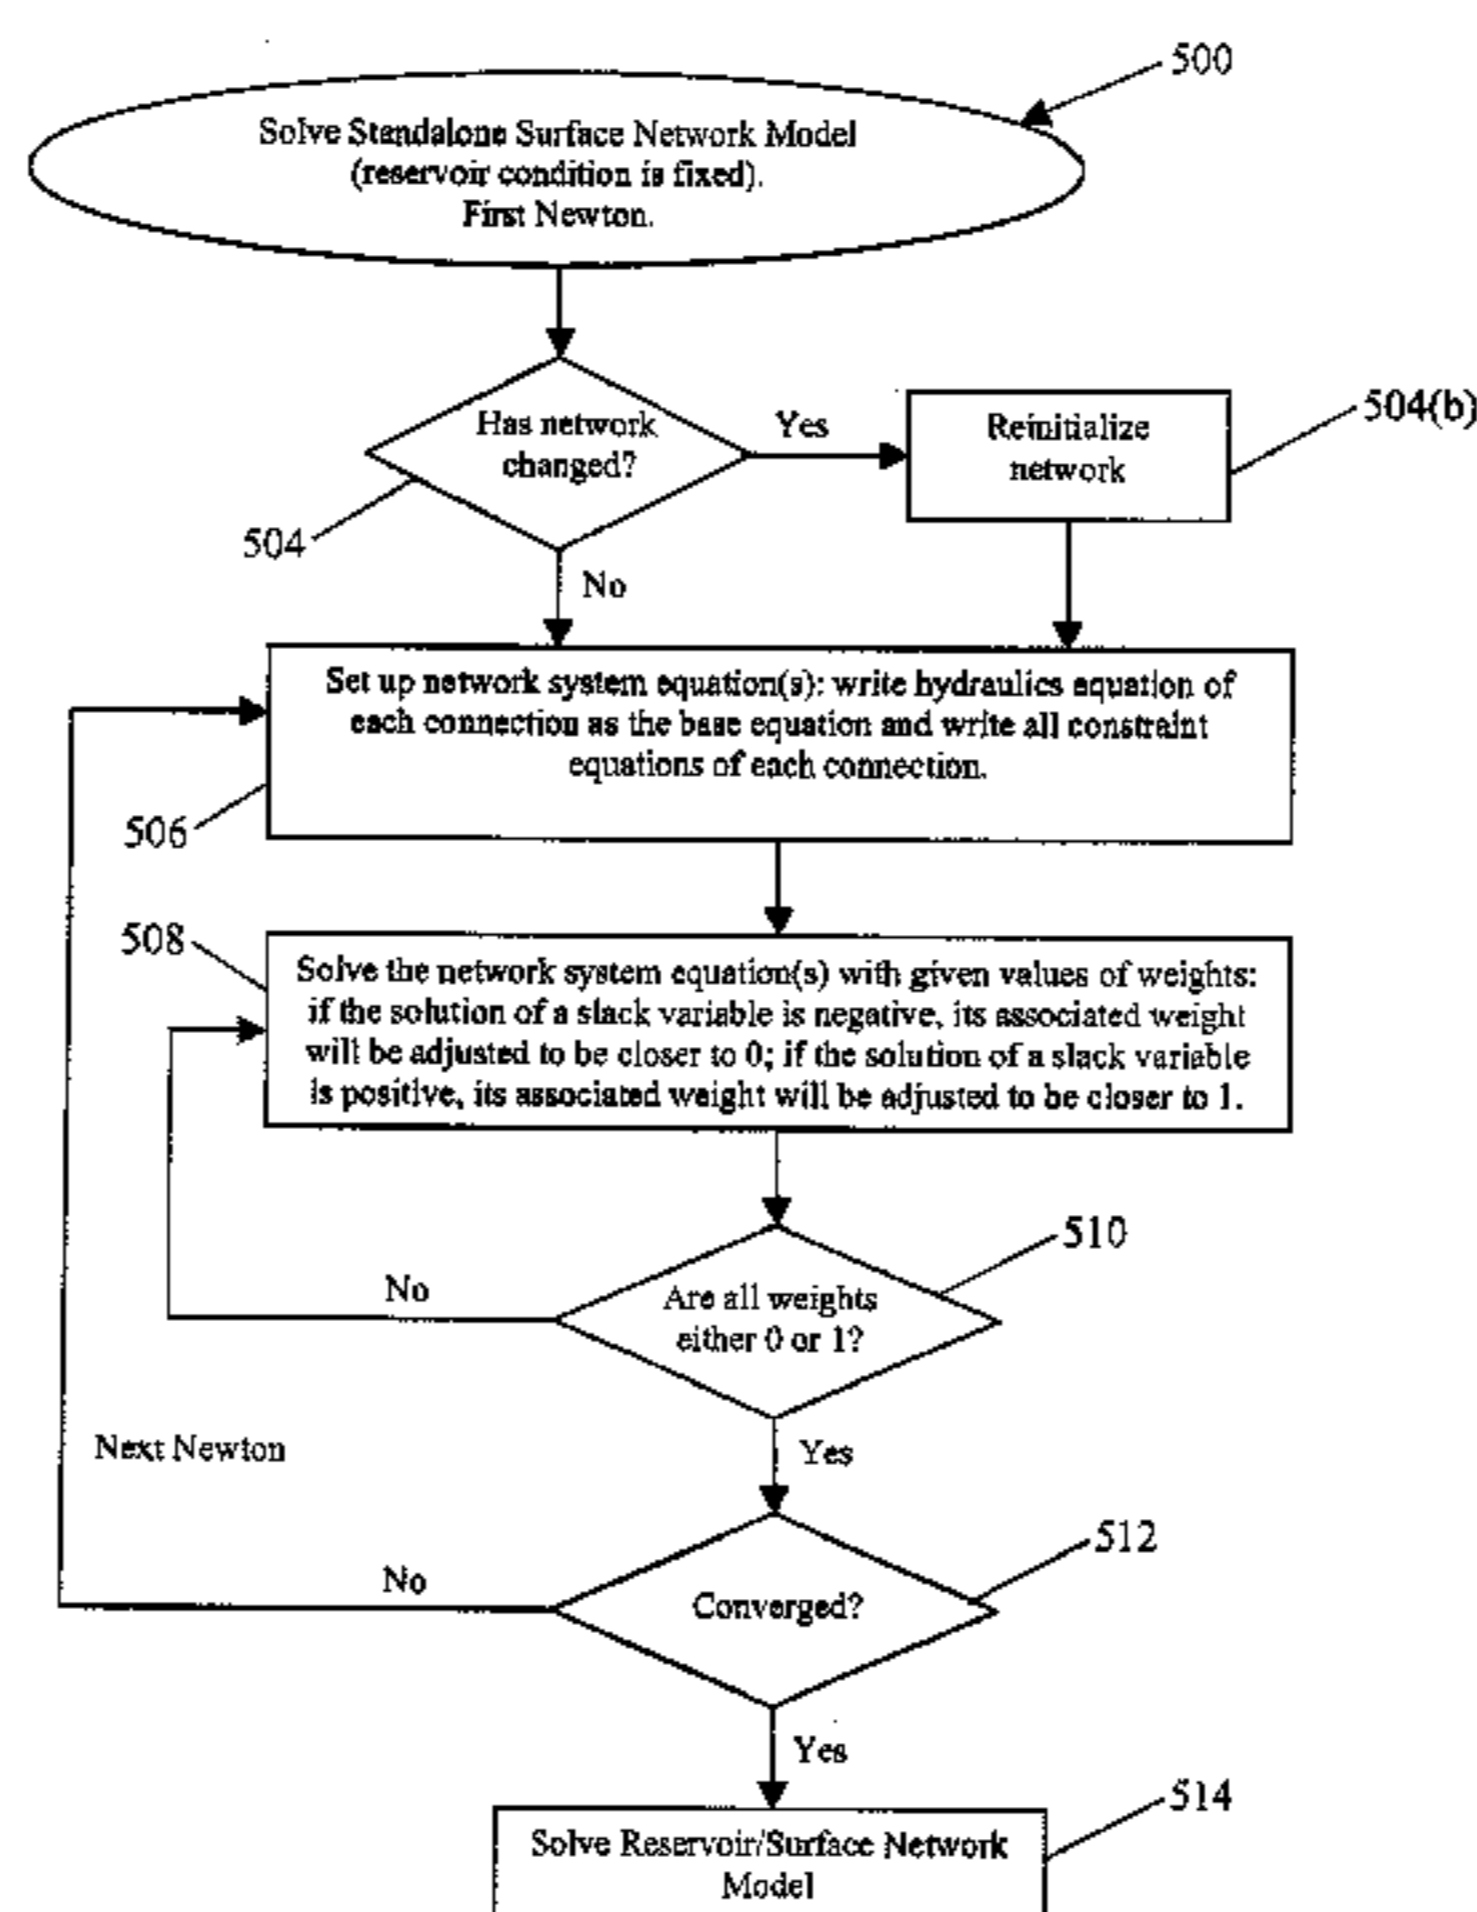 500
Solve Standalone Surface Network Model
(reservoir condition is fixed).
First Newton.
Has network
changed?
Yes
Reinitialize
network
504(b)
504
No
Set up network system equation(s): write hydraulics equation of
each connection as the base equation and write all constraint
equations of each connection.
506
508
Solve the network system equation(s) with given values of weights:
if the solution of a slack variable is negative, its associated weight
will be adjusted to be closer to 0; if the solution of a slack variable
is positive, its associated weight will be adjusted to be closer to 1.
510
No
Are all weights
either 0 or 1?
Next Newton
Yes
512
No
Converged?
Yes
514
Solve Reservoir/Surface Network
Model